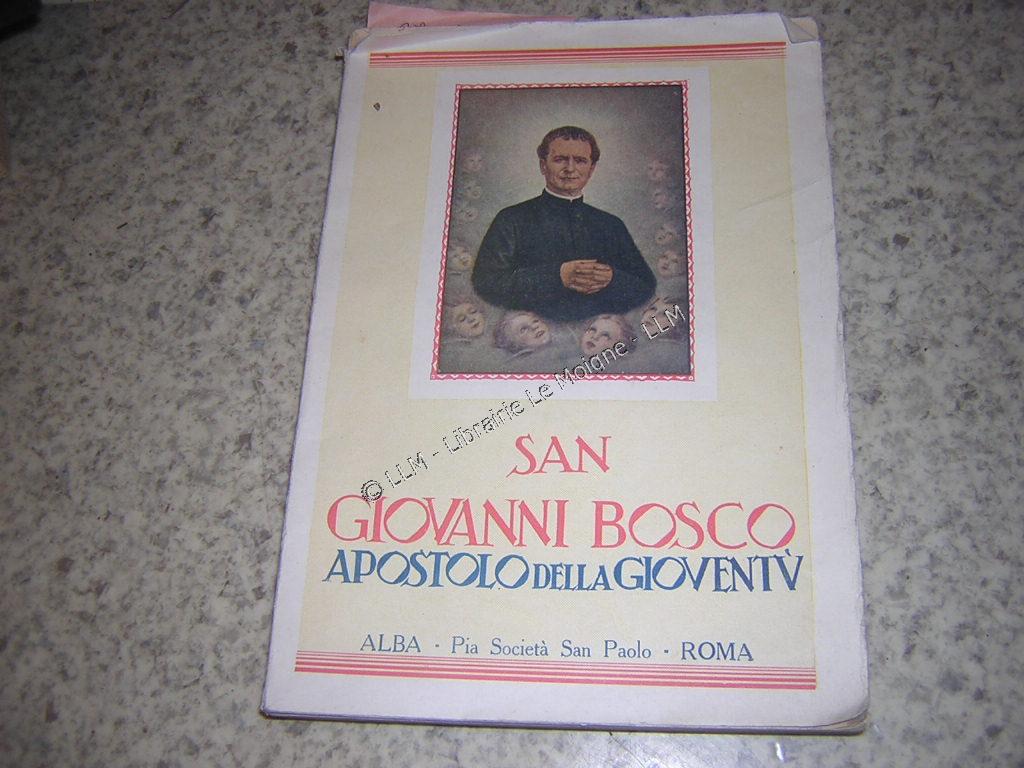 © LLM - Librairie Le Moigne - LLM
SAN
GIOVANNI BOSCO
APOSTOLO DELLA GIOVENTÙ
ALBA - Pia Società San Paolo - ROMA